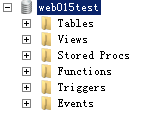 web015test
Tables
Views
Stored Procs
Functions
Triggers
Events